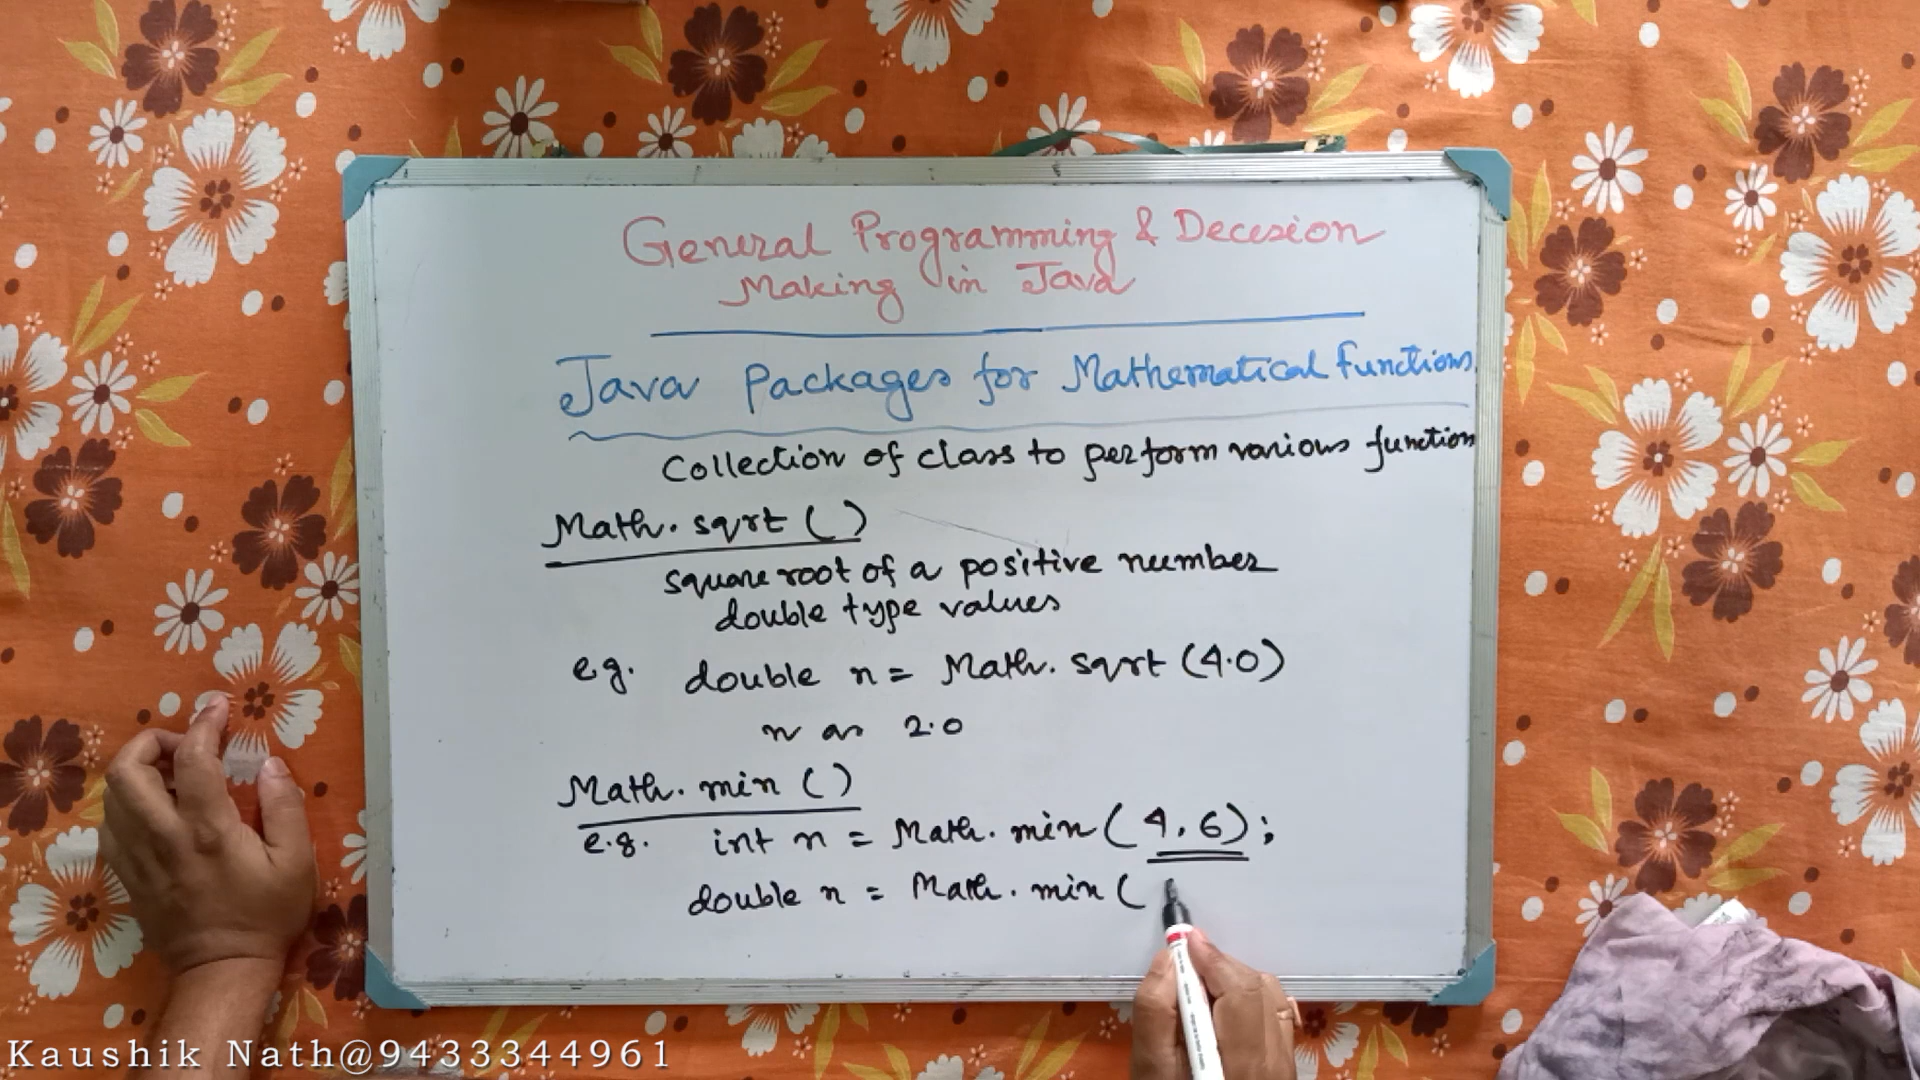 General Programming & Decesion
Making in Java
Java Packages for Mathematical Functions
Collection of class to perform various function
Math. sqrt ( )
square root of a positive number
double type values
e.g. double n = Math. sqrt (4.0)
n as 2.0
Math. min ( )
e.g. int n = Math. min ( 4, 6) ;
double n = Math. min (
Kaushik Nath@9433344961